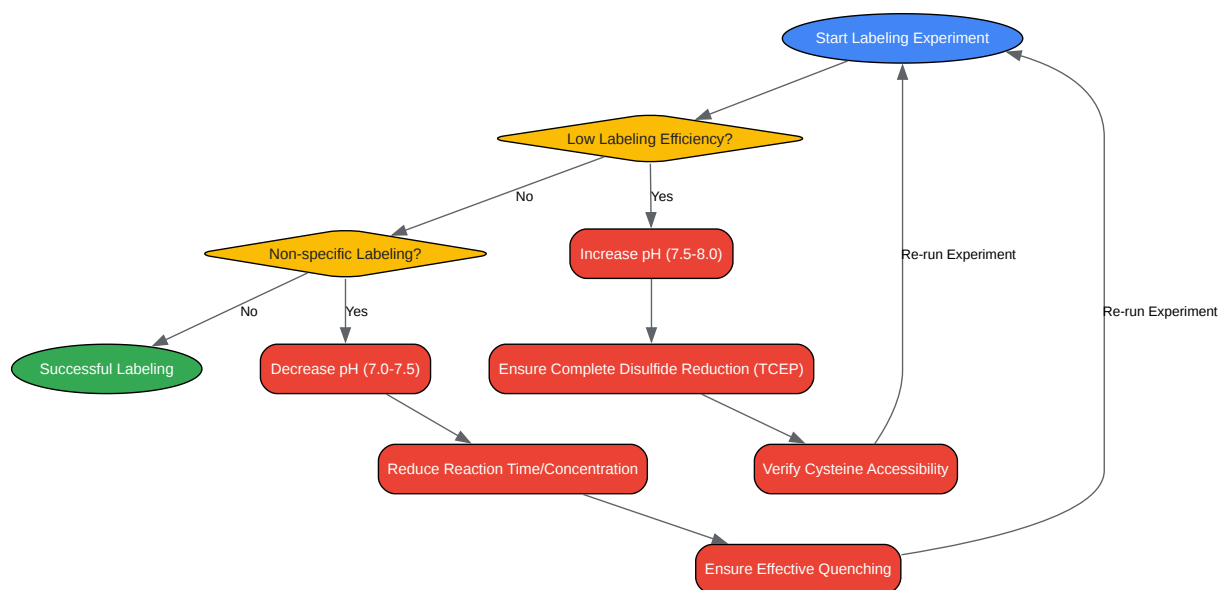 Start Labeling Experiment
Low Labeling Efficiency?
No
Yes
Non-specific Labeling?
Increase pH (7.5-8.0)
Re-run Experiment
No
Yes
Re-run Experiment
Successful Labeling
Decrease pH (7.0-7.5)
Ensure Complete Disulfide Reduction (TCEP)
Reduce Reaction Time/Concentration
Verify Cysteine Accessibility
Ensure Effective Quenching